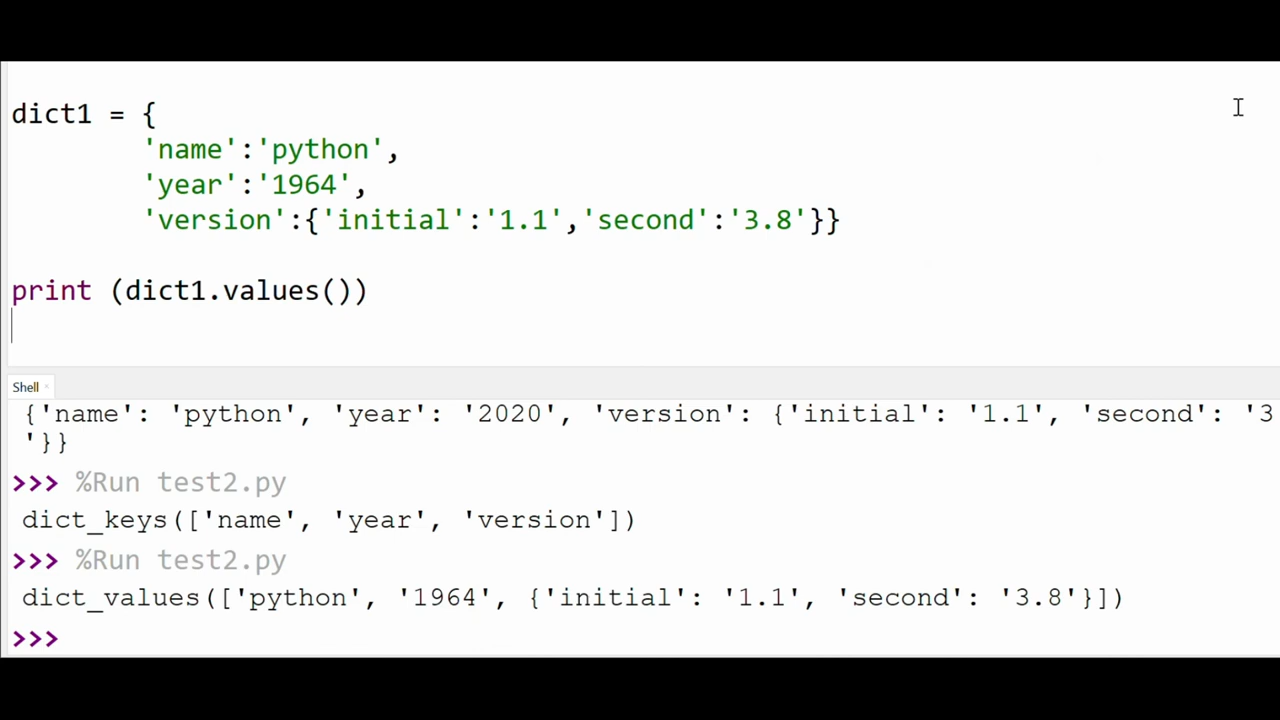 dict1 = {
'name':'python',
'year':'1964',
'version':{'initial':'1.1','second':'3.8'}}
print (dict1.values())
Shell
{'name': 'python', 'year': '2020', 'version': {'initial': '1.1', 'second': '3
'}}
>>> %Run test2.py
dict_keys(['name', 'year', 'version'])
>>> %Run test2.py
dict_values(['python', '1964', {'initial': '1.1', 'second': '3.8'}])
>>>